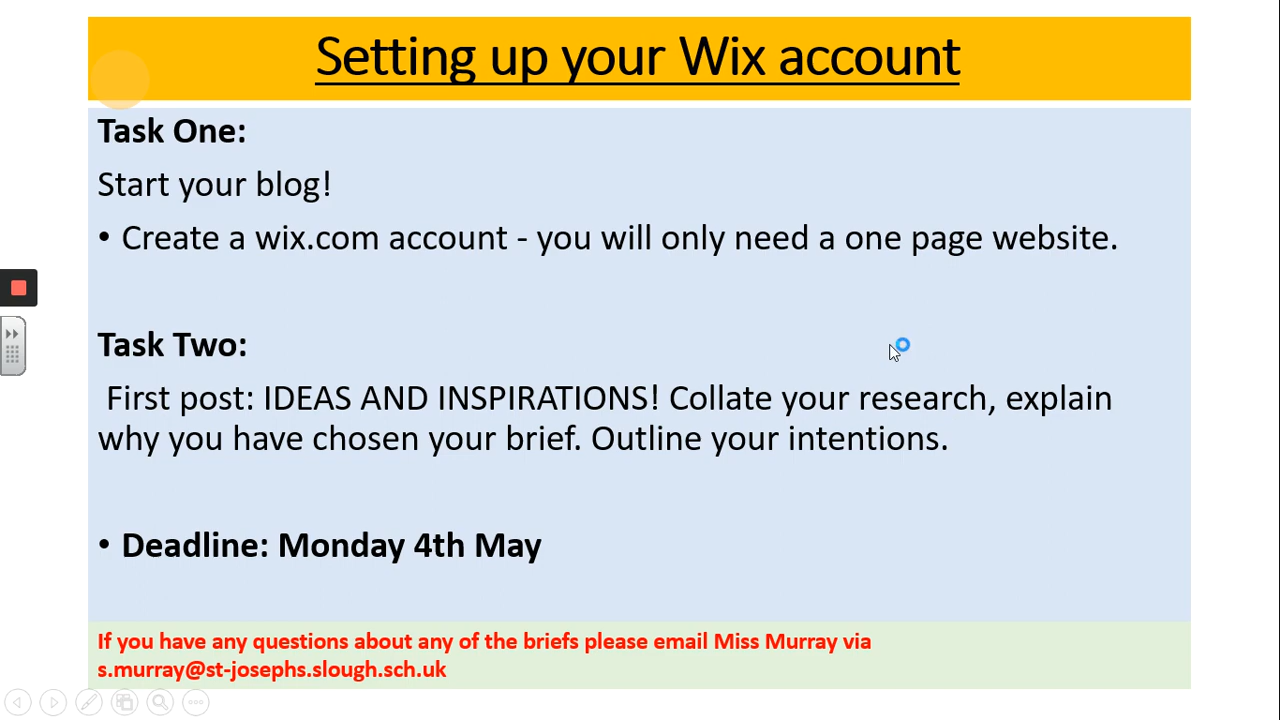 Setting up your Wix account
Task One:
Start your blog!
• Create a wix.com account - you will only need a one page website.
Task Two:
First post: IDEAS AND INSPIRATIONS! Collate your research, explain
why you have chosen your brief. Outline your intentions.
• Deadline: Monday 4th May
If you have any questions about any of the briefs please email Miss Murray via
s.murray@st-josephs.slough.sch.uk